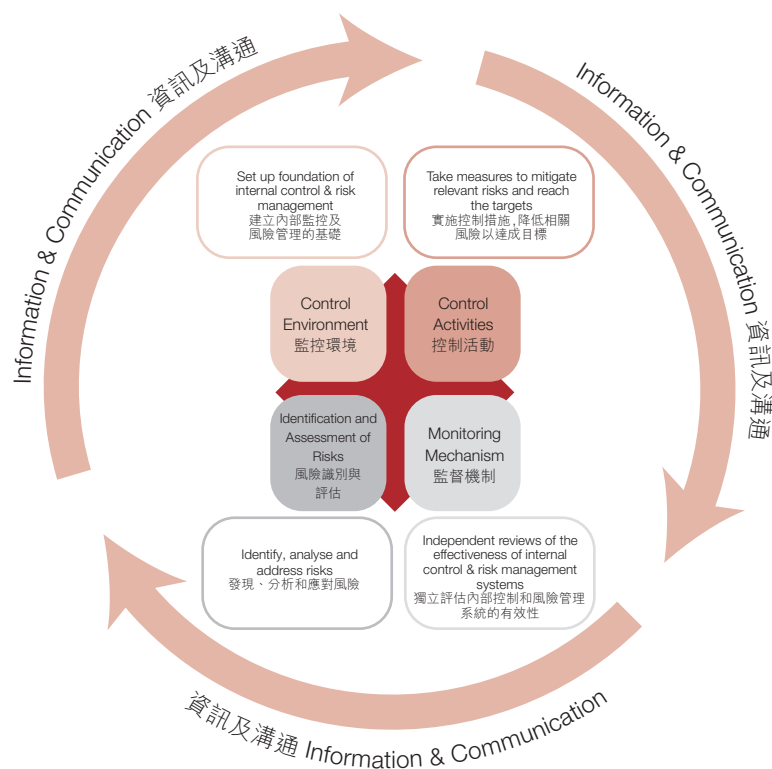 Information & Communication 資訊及溝通
Information & Communication 資訊及溝通
Set up foundation of
internal control & risk
management
建立內部監控及
風險管理的基礎
Take measures to mitigate
relevant risks and reach
the targets
實施控制措施，降低相關
風險以達成目標
Control
Environment
監控環境
Control
Activities
控制活動
Identification and
Assessment of
Risks
風險識別與
評估
Monitoring
Mechanism
監督機制
Identify, analyse and
address risks
發現、分析和應對風險
Independent reviews of the
effectiveness of internal
control & risk management
systems
獨立評估內部控制和風險管理
系統的有效性
資訊及溝通 Information & Communication